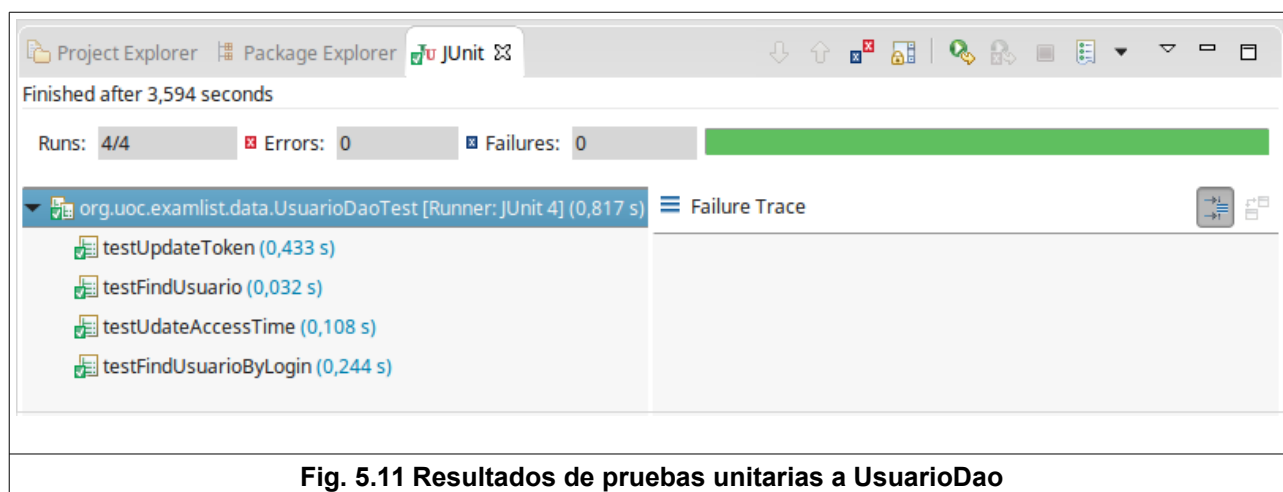 Project Explorer Package Explorer JUnit
Finished after 3,594 seconds
Runs: 4/4 Errors: 0 Failures: 0
org.uoc.examlist.data.UsuarioDaoTest [Runner: JUnit 4] (0,817 s) Failure Trace
testUpdateToken (0,433 s)
testFindUsuario (0,032 s)
testUdateAccessTime (0,108 s)
testFindUsuarioByLogin (0,244 s)
Fig. 5.11 Resultados de pruebas unitarias a UsuarioDao